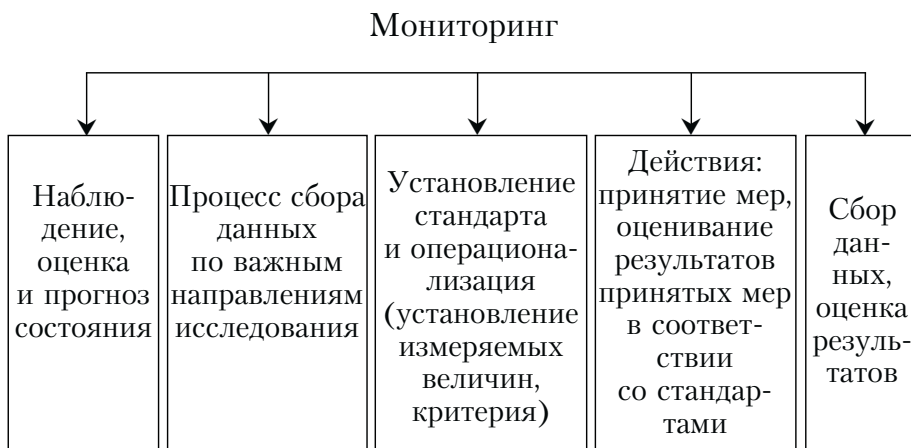 Мониторинг
Наблю-
дение,
оценка
и прогноз
состояния
Процесс сбора
данных
по важным
направлениям
исследования
Установление
стандарта
и операциона-
лизация
(установление
измеряемых
величин,
критерия)
Действия:
принятие мер,
оценивание
результатов
принятых мер
в соответ-
ствии
со стандар-
тами
Сбор
дан-
ных,
оценка
резуль-
татов